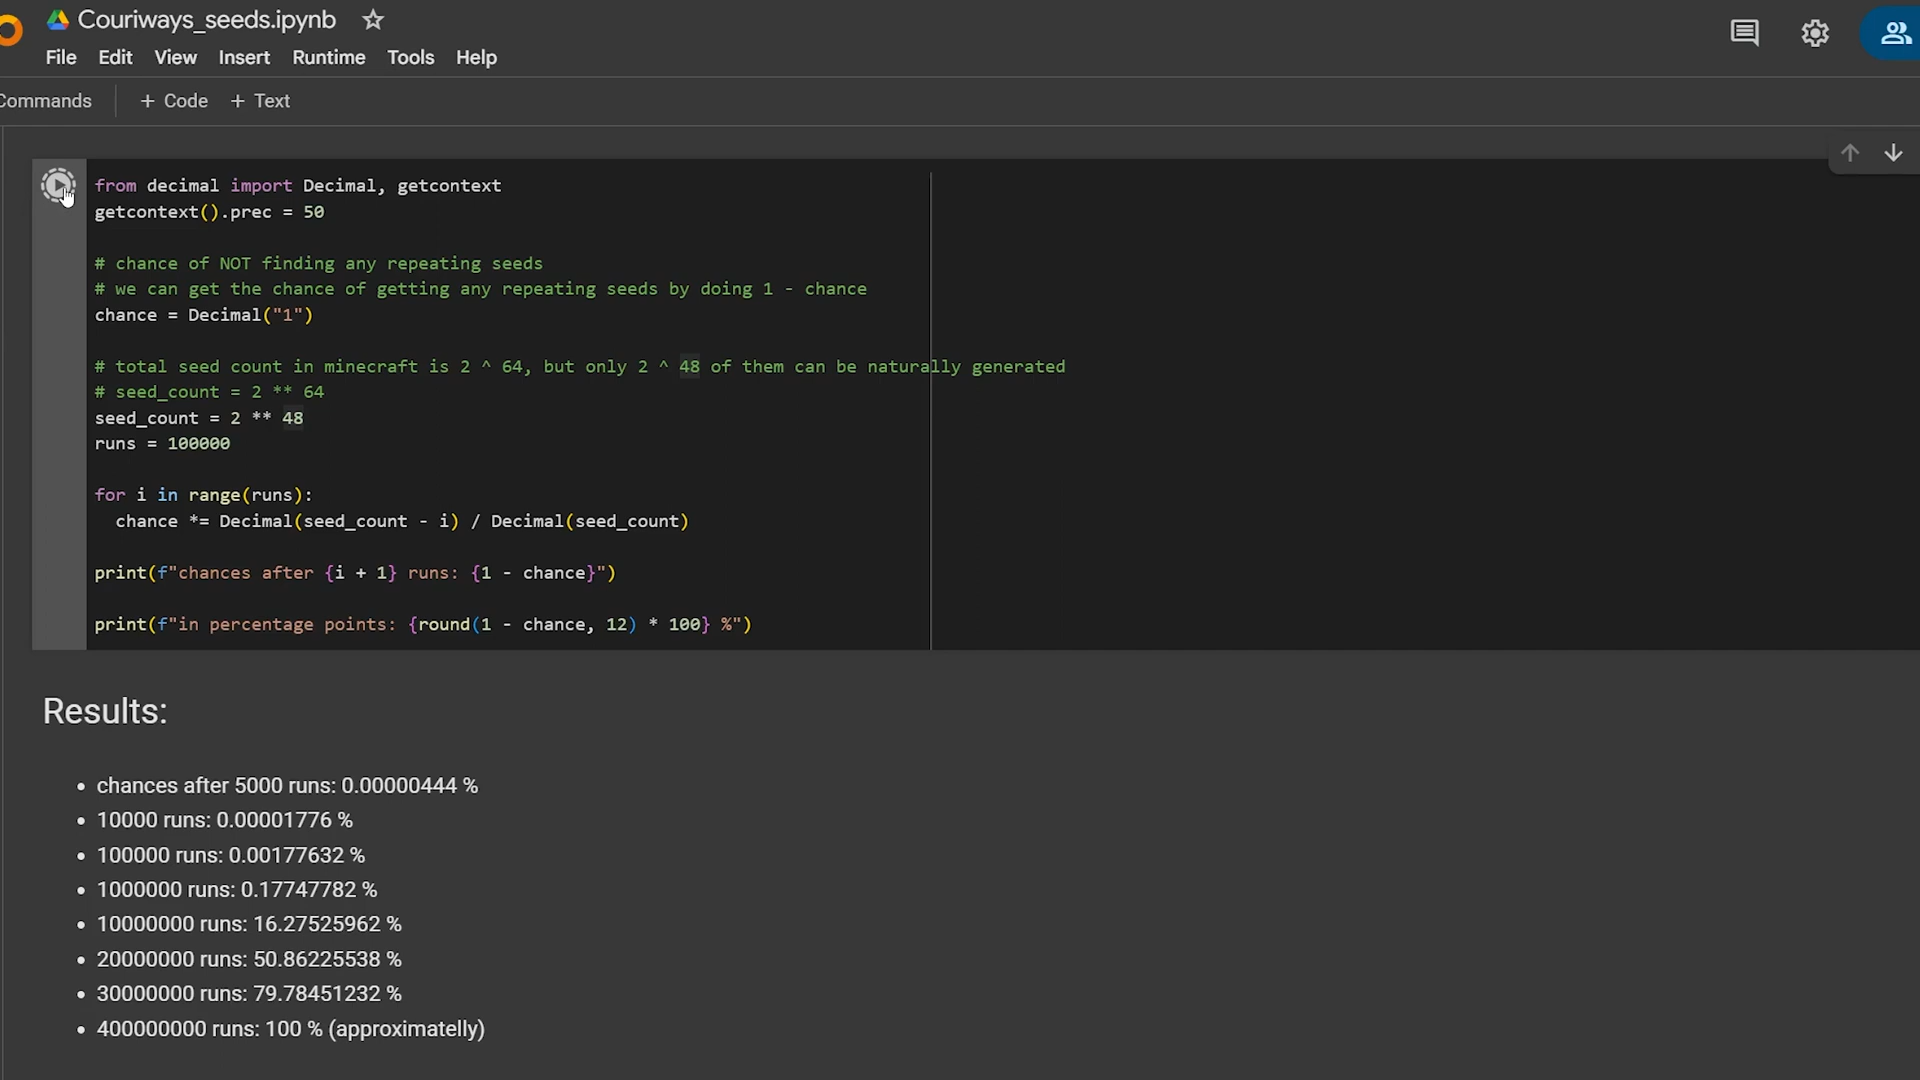 Couriways_seeds.ipynb
File Edit View Insert Runtime Tools Help
Commands + Code + Text
from decimal import Decimal, getcontext
getcontext().prec = 50
# chance of NOT finding any repeating seeds
# we can get the chance of getting any repeating seeds by doing 1 - chance
chance = Decimal("1")
# total seed count in minecraft is 2 ^ 64, but only 2 ^ 48 of them can be naturally generated
# seed_count = 2 ** 64
seed_count = 2 ** 48
runs = 100000
for i in range(runs):
  chance *= Decimal(seed_count - i) / Decimal(seed_count)
print(f"chances after {i + 1} runs: {1 - chance}")
print(f"in percentage points: {round(1 - chance, 12) * 100} %")
Results:
• chances after 5000 runs: 0.00000444 %
• 10000 runs: 0.00001776 %
• 100000 runs: 0.00177632 %
• 1000000 runs: 0.17747782 %
• 10000000 runs: 16.27525962 %
• 20000000 runs: 50.86225538 %
• 30000000 runs: 79.78451232 %
• 400000000 runs: 100 % (approximatelly)